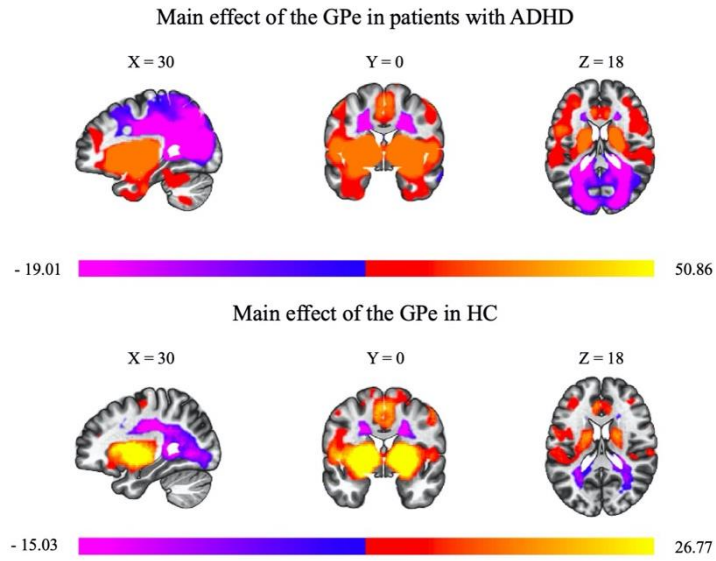 Main effect of the GPe in patients with ADHD
X = 30 Y = 0 Z = 18
- 19.01 50.86
Main effect of the GPe in HC
X = 30 Y = 0 Z = 18
- 15.03 26.77